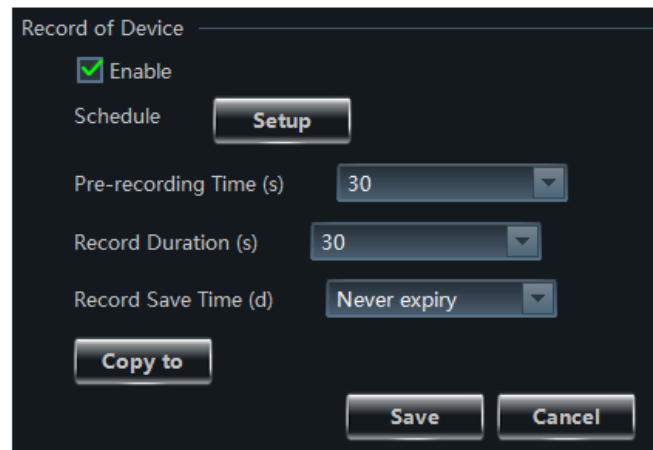 Record of Device
Enable
Schedule Setup
Pre-recording Time (s) 30
Record Duration (s) 30
Record Save Time (d) Never expiry
Copy to
Save Cancel